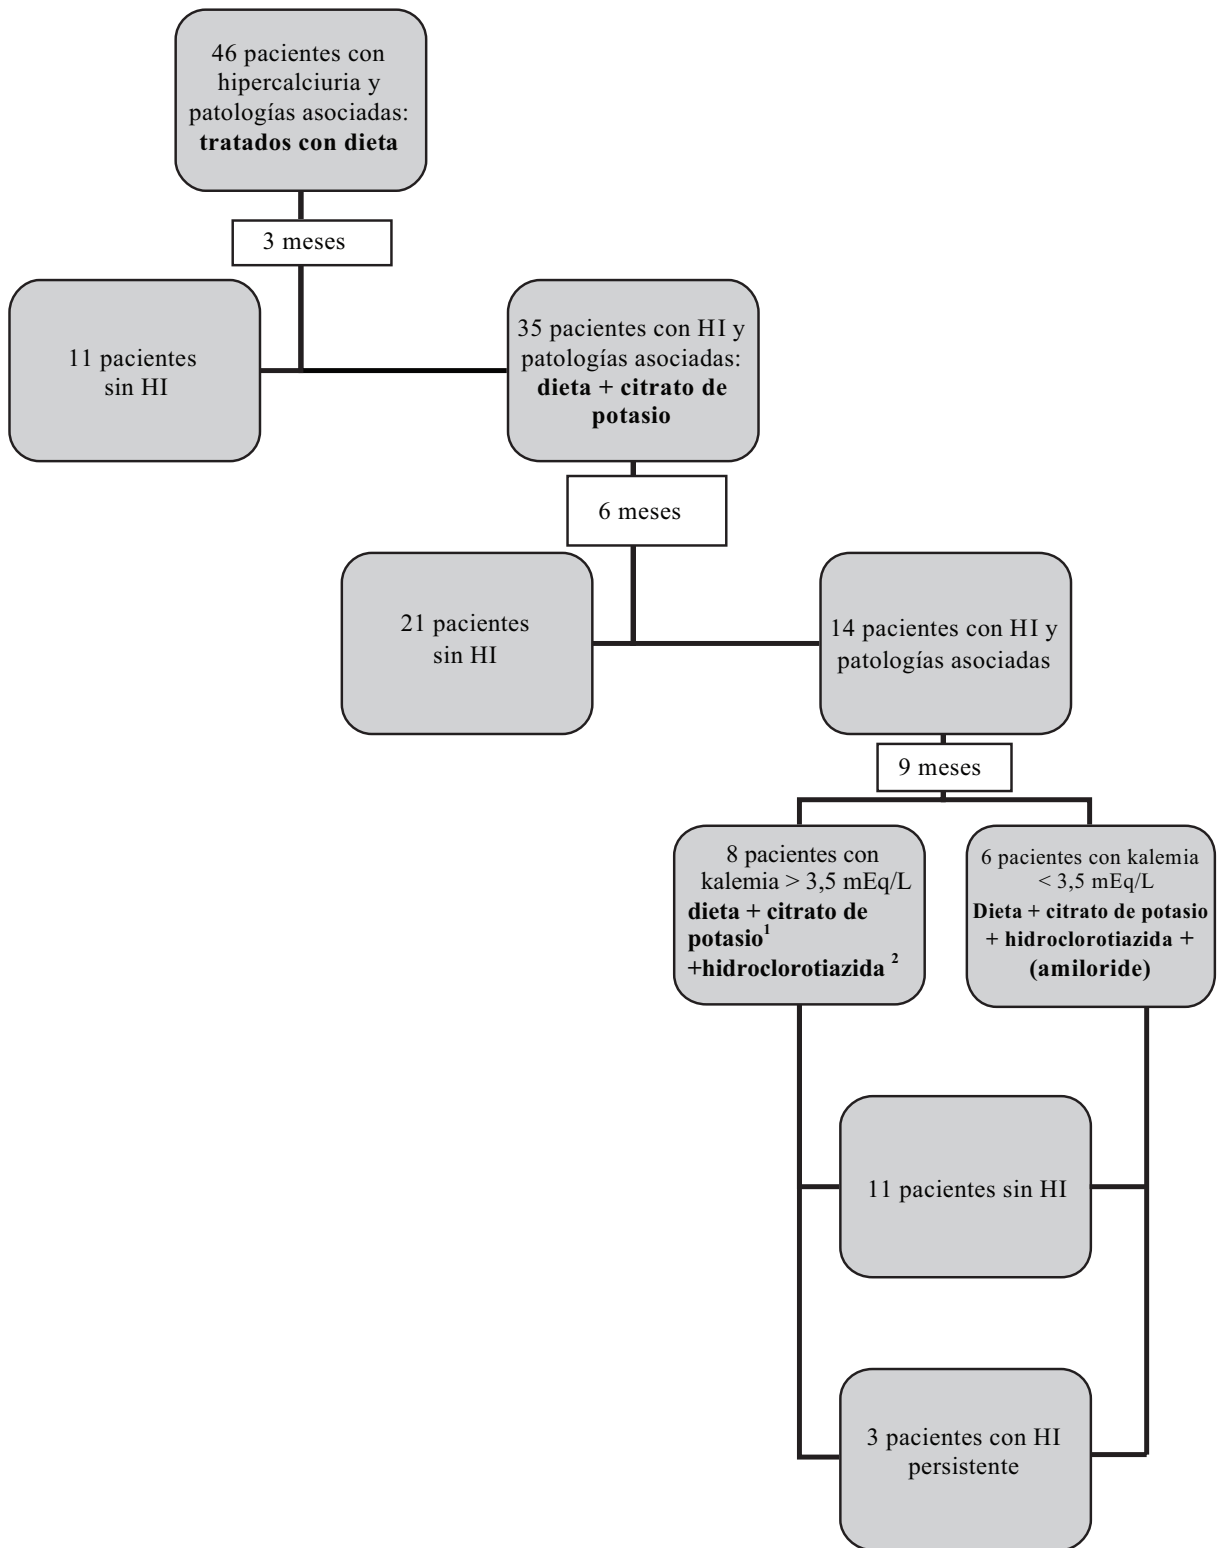 46 pacientes con
hipercalciuria y
patologías asociadas:
tratados con dieta
3 meses
11 pacientes
sin HI
35 pacientes con HI y
patologías asociadas:
dieta + citrato de
potasio
6 meses
21 pacientes
sin HI
14 pacientes con HI y
patologías asociadas
9 meses
8 pacientes con
kalemia > 3,5 mEq/L
dieta + citrato de
potasio1
+hidroclorotiazida 2
6 pacientes con kalemia
< 3,5 mEq/L
Dieta + citrato de potasio
+ hidroclorotiazida +
(amiloride)
11 pacientes sin HI
3 pacientes con HI
persistente